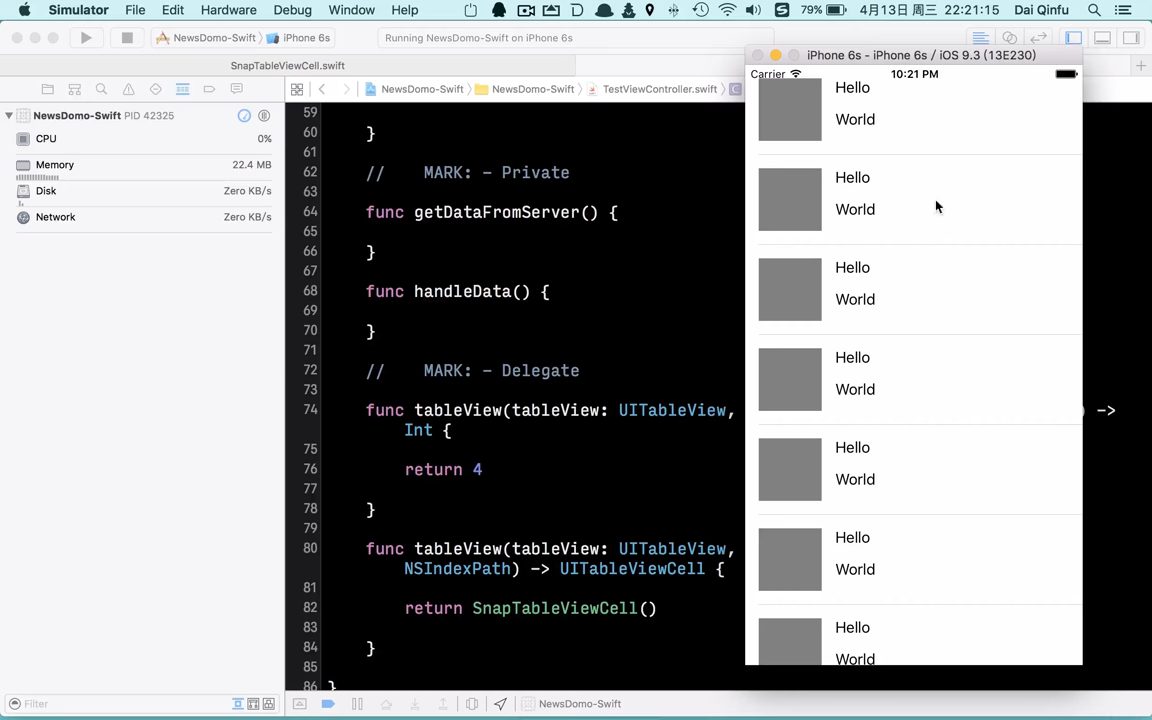 Simulator File Edit Hardware Debug Window Help 79% 4月13日 周三 22:21:15 Dai Qinfu
NewsDomo-Swift iPhone 6s Running NewsDomo-Swift on iPhone 6s
iPhone 6s - iPhone 6s / iOS 9.3 (13E230)
SnapTableViewCell.swift
NewsDomo-Swift NewsDomo-Swift TestViewController.swift C
NewsDomo-Swift PID 42325
CPU 0%
Memory 22.4 MB
Disk Zero KB/s
Network Zero KB/s
59
60 }
61
62 // MARK: - Private
63
64 func getDataFromServer() {
65
66 }
67
68 func handleData() {
69
70 }
71
72 // MARK: - Delegate
73
74 func tableView(tableView: UITableView, ) ->
Int {
75
76 return 4
77
78 }
79
80 func tableView(tableView: UITableView,
NSIndexPath) -> UITableViewCell {
81
82 return SnapTableViewCell()
83
84 }
85
86 }
Carrier 10:21 PM
Hello
World
Hello
World
Hello
World
Hello
World
Hello
World
Hello
World
Hello
World
Filter
NewsDomo-Swift